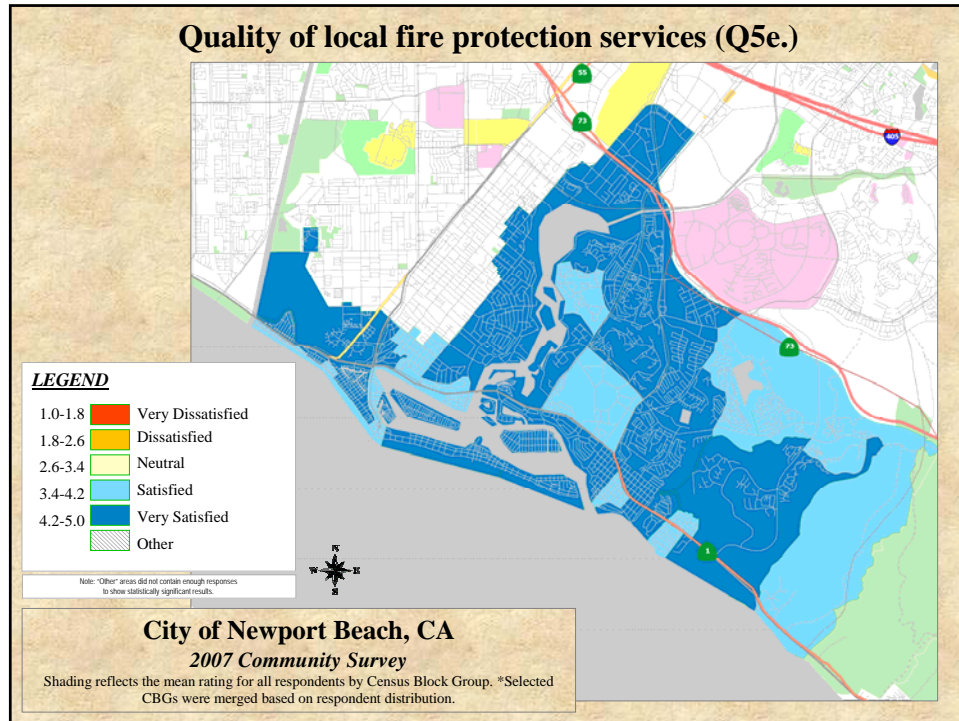 Quality of local fire protection services (Q5e.)
55
73
405
73
1
LEGEND
1.0-1.8 Very Dissatisfied
1.8-2.6 Dissatisfied
2.6-3.4 Neutral
3.4-4.2 Satisfied
4.2-5.0 Very Satisfied
Other
Note: "Other" areas did not contain enough responses
to show statistically significant results.
N
W E
S
City of Newport Beach, CA
2007 Community Survey
Shading reflects the mean rating for all respondents by Census Block Group. *Selected
CBGs were merged based on respondent distribution.